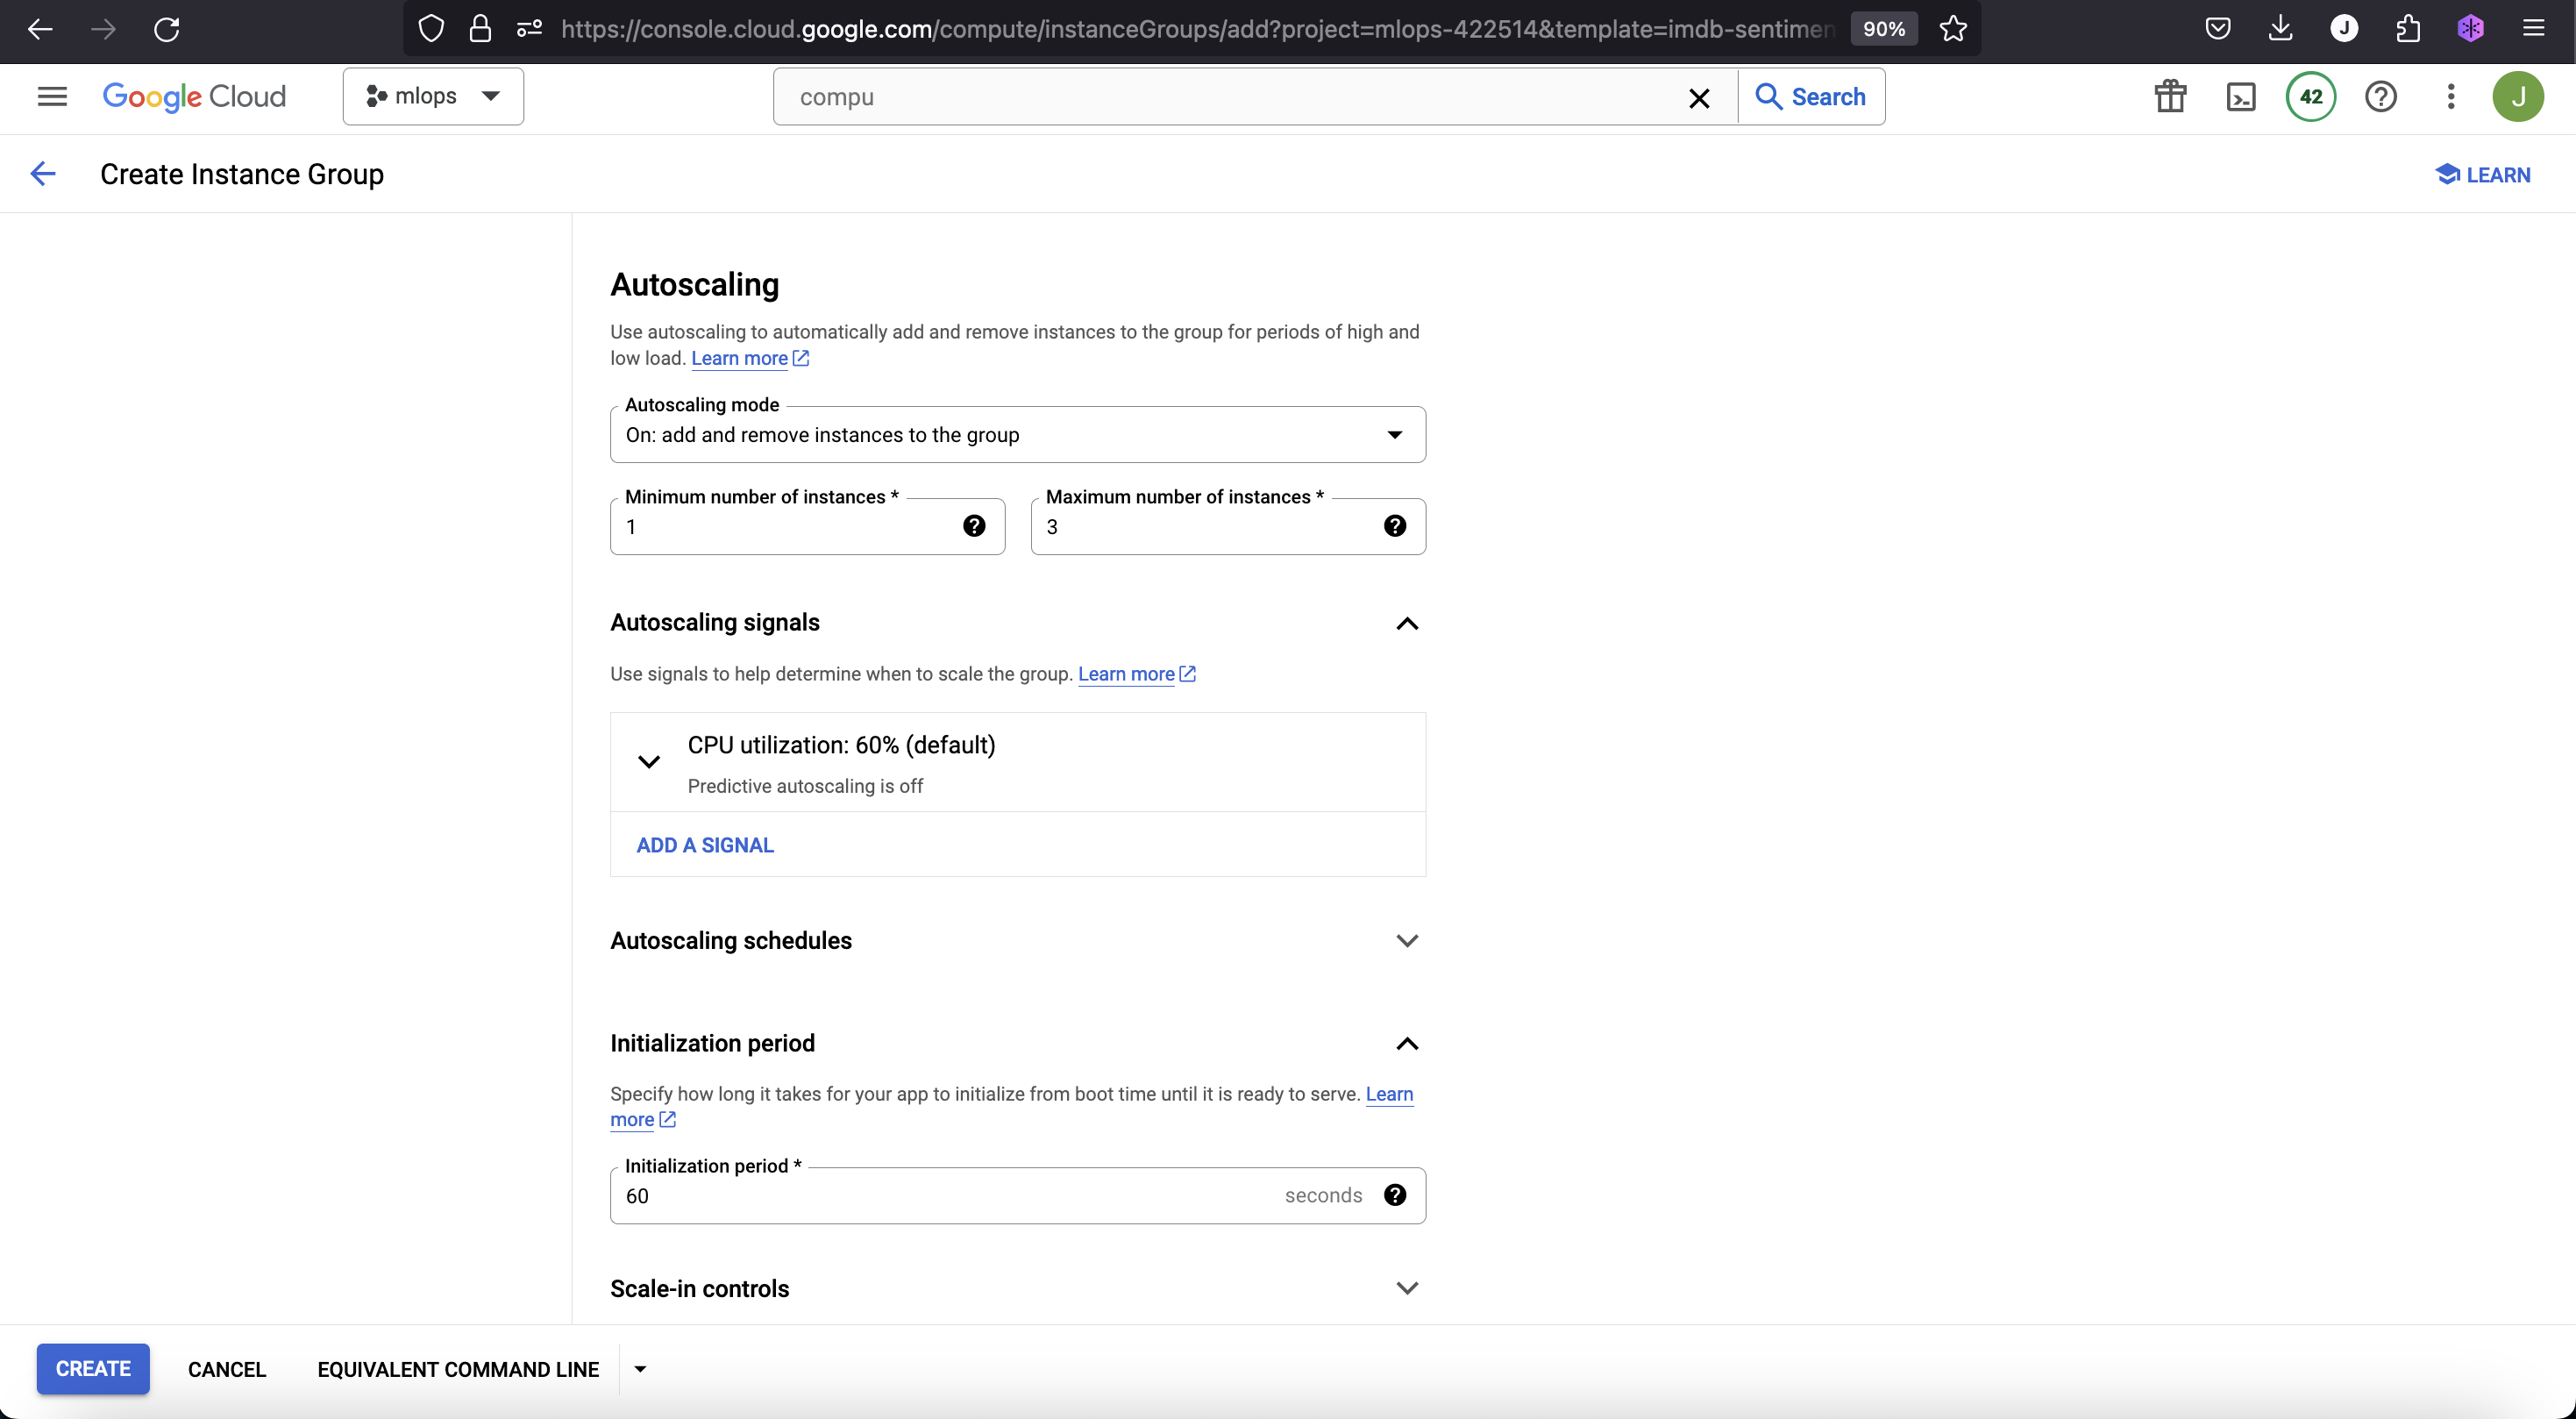 https://console.cloud.google.com/compute/instanceGroups/add?project=mlops-422514&template=imdb-sentimen
90%
J
Google Cloud
mlops
compu
Search
42
J
Create Instance Group
LEARN
Autoscaling
Use autoscaling to automatically add and remove instances to the group for periods of high and
low load. Learn more
Autoscaling mode
On: add and remove instances to the group
Minimum number of instances *
1
Maximum number of instances *
3
Autoscaling signals
Use signals to help determine when to scale the group. Learn more
CPU utilization: 60% (default)
Predictive autoscaling is off
ADD A SIGNAL
Autoscaling schedules
Initialization period
Specify how long it takes for your app to initialize from boot time until it is ready to serve. Learn
more
Initialization period *
60
seconds
Scale-in controls
CREATE
CANCEL
EQUIVALENT COMMAND LINE